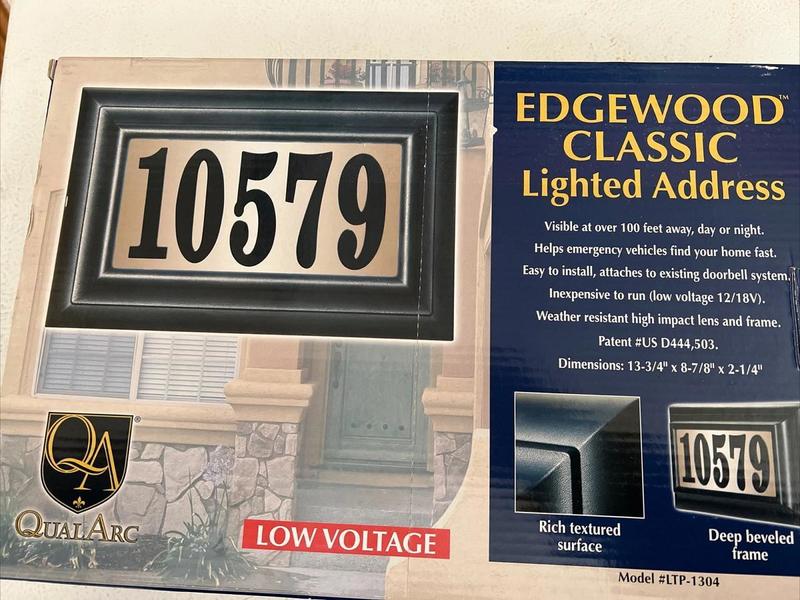 10579
QA®
QUALARC
LOW VOLTAGE
EDGEWOOD™
CLASSIC
Lighted Address
Visible at over 100 feet away, day or night.
Helps emergency vehicles find your home fast.
Easy to install, attaches to existing doorbell system.
Inexpensive to run (low voltage 12/18V).
Weather resistant high impact lens and frame.
Patent #US D444,503.
Dimensions: 13-3/4" x 8-7/8" x 2-1/4"
10579
Rich textured
surface
Deep beveled
frame
Model #LTP-1304